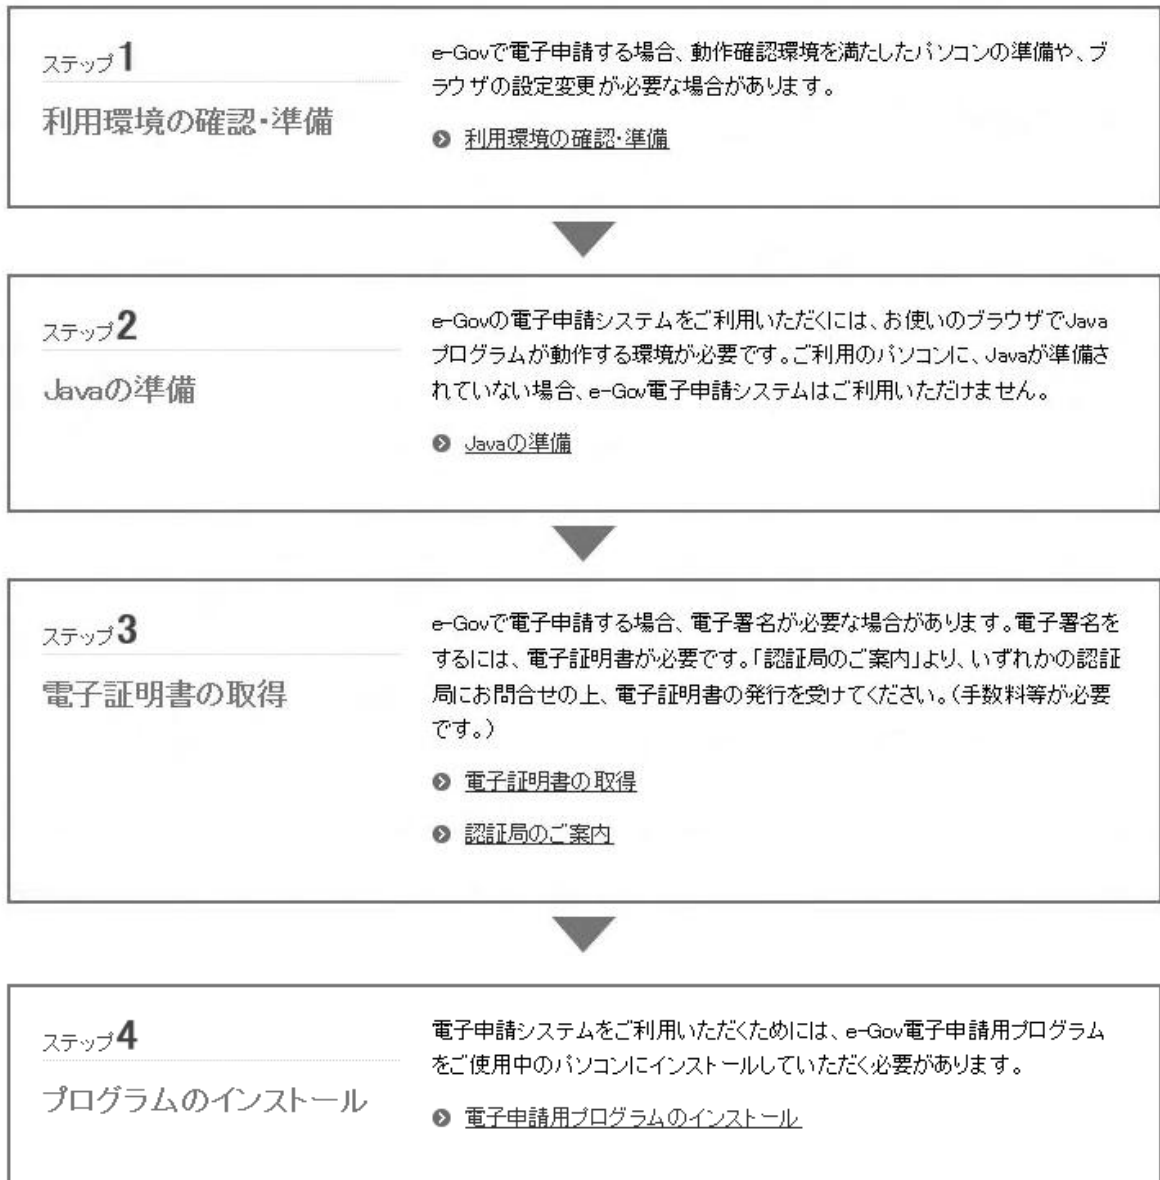 ステップ1
利用環境の確認・準備
e-Govで電子申請する場合、動作確認環境を満たしたパソコンの準備や、ブ
ラウザの設定変更が必要な場合があります。
利用環境の確認・準備
ステップ2
Javaの準備
e-Govの電子申請システムをご利用いただくには、お使いのブラウザでJava
プログラムが動作する環境が必要です。ご利用のパソコンに、Javaが準備さ
れていない場合、e-Gov電子申請システムはご利用いただけません。
Javaの準備
ステップ3
電子証明書の取得
e-Govで電子申請する場合、電子署名が必要な場合があります。電子署名を
するには、電子証明書が必要です。「認証局のご案内」より、いずれかの認証
局にお問合せの上、電子証明書の発行を受けてください。（手数料等が必要
です。）
電子証明書の取得
認証局のご案内
ステップ4
プログラムのインストール
電子申請システムをご利用いただくためには、e-Gov電子申請用プログラム
をご使用中のパソコンにインストールしていただく必要があります。
電子申請用プログラムのインストール